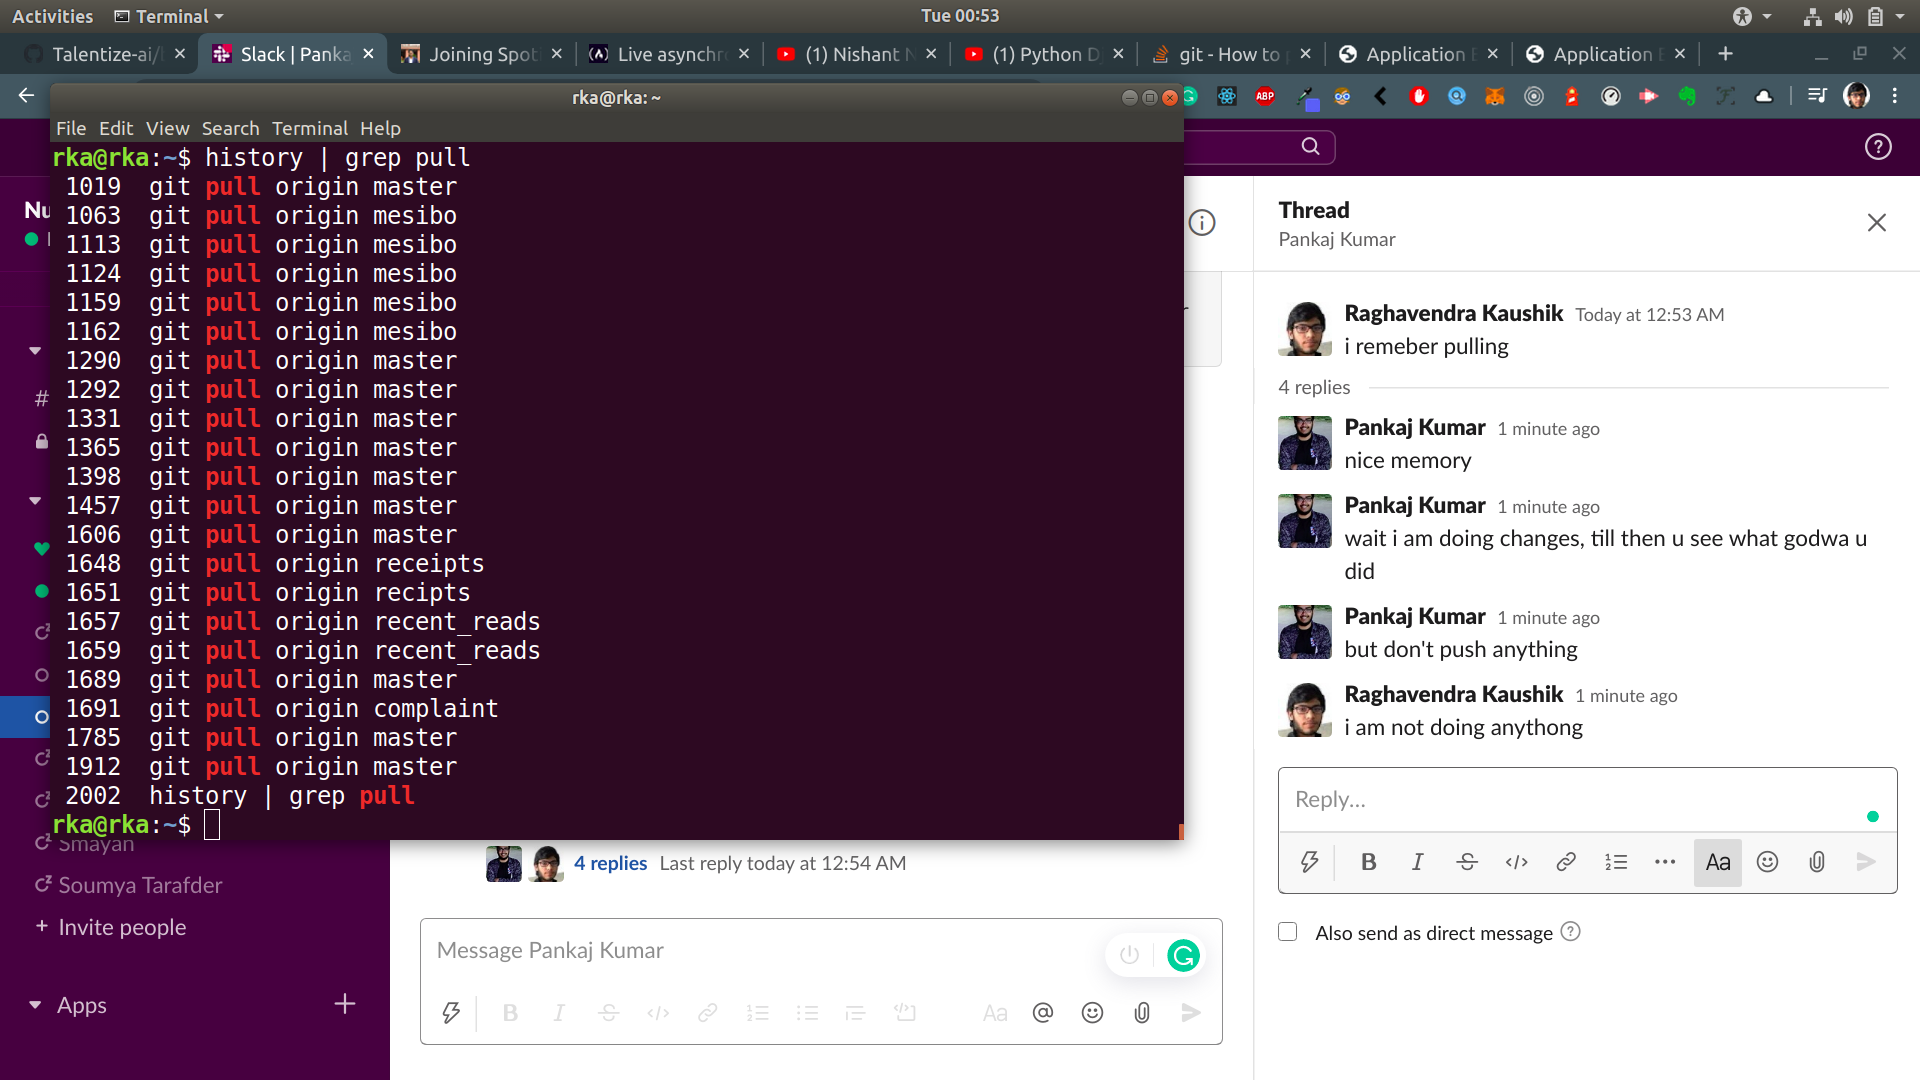 Activities Terminal Tue 00:53
Talentize-ai/ Slack | Panka Joining Spot Live asynchr (1) Nishant N (1) Python D git - How to Application Application
rka@rka: ~
File Edit View Search Terminal Help
rka@rka:~$ history | grep pull
1019 git pull origin master
1063 git pull origin mesibo
1113 git pull origin mesibo
1124 git pull origin mesibo
1159 git pull origin mesibo
1162 git pull origin mesibo
1290 git pull origin master
1292 git pull origin master
1331 git pull origin master
1365 git pull origin master
1398 git pull origin master
1457 git pull origin master
1606 git pull origin master
1648 git pull origin receipts
1651 git pull origin recipts
1657 git pull origin recent_reads
1659 git pull origin recent_reads
1689 git pull origin master
1691 git pull origin complaint
1785 git pull origin master
1912 git pull origin master
2002 history | grep pull
rka@rka:~$
ABP
Nu
Smayan
Soumya Tarafder
+ Invite people
Apps +
4 replies Last reply today at 12:54 AM
Message Pankaj Kumar
B I S </> Aa @
Thread
Pankaj Kumar
Raghavendra Kaushik Today at 12:53 AM
i remeber pulling
4 replies
Pankaj Kumar 1 minute ago
nice memory
Pankaj Kumar 1 minute ago
wait i am doing changes, till then u see what godwa u
did
Pankaj Kumar 1 minute ago
but don't push anything
Raghavendra Kaushik 1 minute ago
i am not doing anythong
Reply...
B I S </> ... Aa
Also send as direct message ?